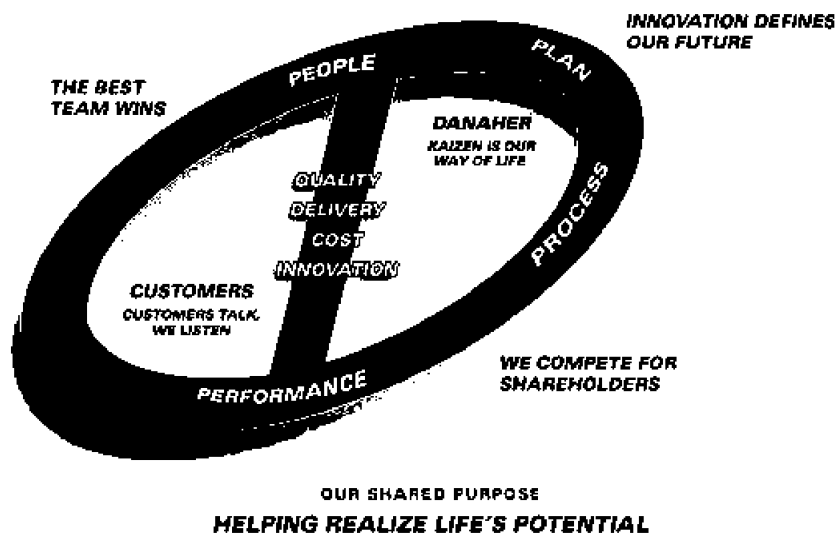 INNOVATION DEFINES
OUR FUTURE
PLAN
PEOPLE
THE BEST
TEAM WINS
DANAHER
KAIZEN IS OUR
WAY OF LIFE
QUALITY
DELIVERY
COST
INNOVATION
PROCESS
CUSTOMERS
CUSTOMERS TALK,
WE LISTEN
WE COMPETE FOR
SHAREHOLDERS
PERFORMANCE
OUR SHARED PURPOSE
HELPING REALIZE LIFE'S POTENTIAL